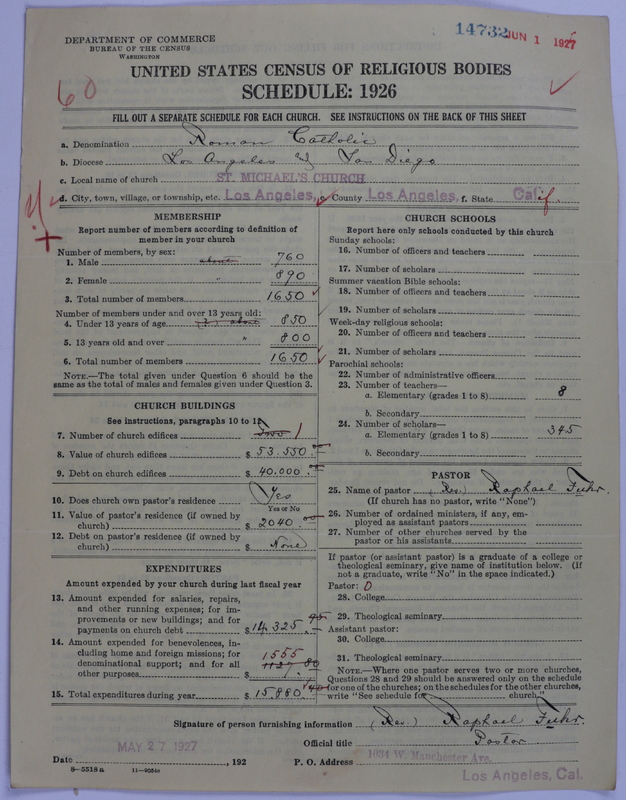 14732 JUN 1 1927
DEPARTMENT OF COMMERCE
BUREAU OF THE CENSUS
WASHINGTON
UNITED STATES CENSUS OF RELIGIOUS BODIES
SCHEDULE: 1926
60
FILL OUT A SEPARATE SCHEDULE FOR EACH CHURCH. SEE INSTRUCTIONS ON THE BACK OF THIS SHEET
a. Denomination Roman Catholic
b. Diocese Los Angeles and San Diego
c. Local name of church ST. MICHAEL'S CHURCH
d. City, town, village, or township, etc. Los Angeles, e. County Los Angeles, f. State Calif.
MEMBERSHIP
Report number of members according to definition of
member in your church
Number of members, by sex:
1. Male about 760
2. Female " 890
3. Total number of members 1650
Number of members under and over 13 years old:
4. Under 13 years of age (?) about 850
5. 13 years old and over " 800
6. Total number of members 1650
NOTE.—The total given under Question 6 should be
same as the total of males and females given under Question 3.
CHURCH BUILDINGS
See instructions, paragraphs 10 to 12
7. Number of church edifices 1
8. Value of church edifices $ 53.550.
9. Debt on church edifices $ 40.000.
10. Does church own pastor's residence Yes
Yes or No
11. Value of pastor's residence (if owned by
church) $ 2040.00
12. Debt on pastor's residence (if owned by
church) $ None
EXPENDITURES
Amount expended by your church during last fiscal year
13. Amount expended for salaries, repairs,
and other running expenses; for im-
provements or new buildings; and for
payments on church debt $ 14,325.
14. Amount expended for benevolences, in-
cluding home and foreign missions; for
denominational support; and for all
other purposes $ 1555 1127 80
15. Total expenditures during year $ 15.880.
CHURCH SCHOOLS
Report here only schools conducted by this church
Sunday schools:
16. Number of officers and teachers
17. Number of scholars
Summer vacation Bible schools:
18. Number of officers and teachers
19. Number of scholars
Week-day religious schools:
20. Number of officers and teachers
21. Number of scholars
Parochial schools:
22. Number of administrative officers
23. Number of teachers—
a. Elementary (grades 1 to 8) 8
b. Secondary
24. Number of scholars—
a. Elementary (grades 1 to 8) 345
b. Secondary
PASTOR
25. Name of pastor (Rev.) Raphael Fuhr.
(If church has no pastor, write "None")
26. Number of ordained ministers, if any, em-
ployed as assistant pastors
27. Number of other churches served by the
pastor or his assistants
If pastor (or assistant pastor) is a graduate of a college or
theological seminary, give name of institution below. (If
not a graduate, write "No" in the space indicated.)
Pastor: 0
28. College
29. Theological seminary
Assistant pastor:
30. College
31. Theological seminary
NOTE.—Where one pastor serves two or more churches,
Questions 28 and 29 should be answered only on the schedule
for one of the churches; on the schedules for the other churches,
write "See schedule for church."
Signature of person furnishing information (Rev.) Raphael Fuhr.
Official title Pastor
MAY 27 1927
Date , 192 P. O. Address 1034 W. Manchester Ave.
8—5518 a 11—9034a
Los Angeles, Cal.